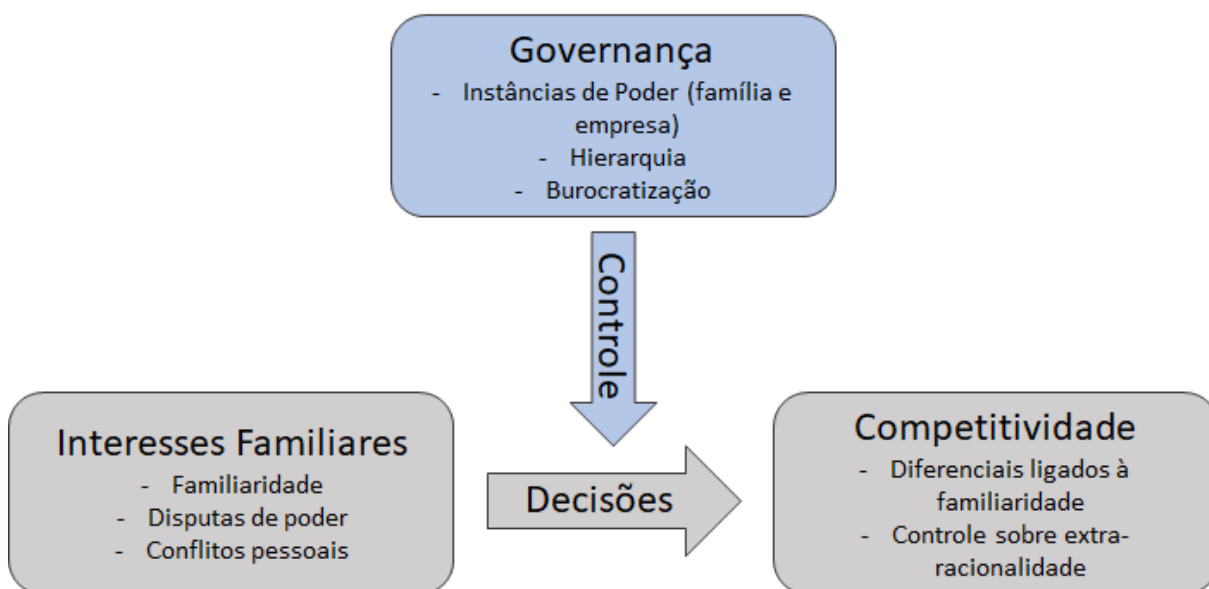 Governança
- Instâncias de Poder (família e
empresa)
- Hierarquia
- Burocratização
Controle
Interesses Familiares
- Familiaridade
- Disputas de poder
- Conflitos pessoais
Decisões
Competitividade
- Diferenciais ligados à
familiaridade
- Controle sobre extra-
racionalidade